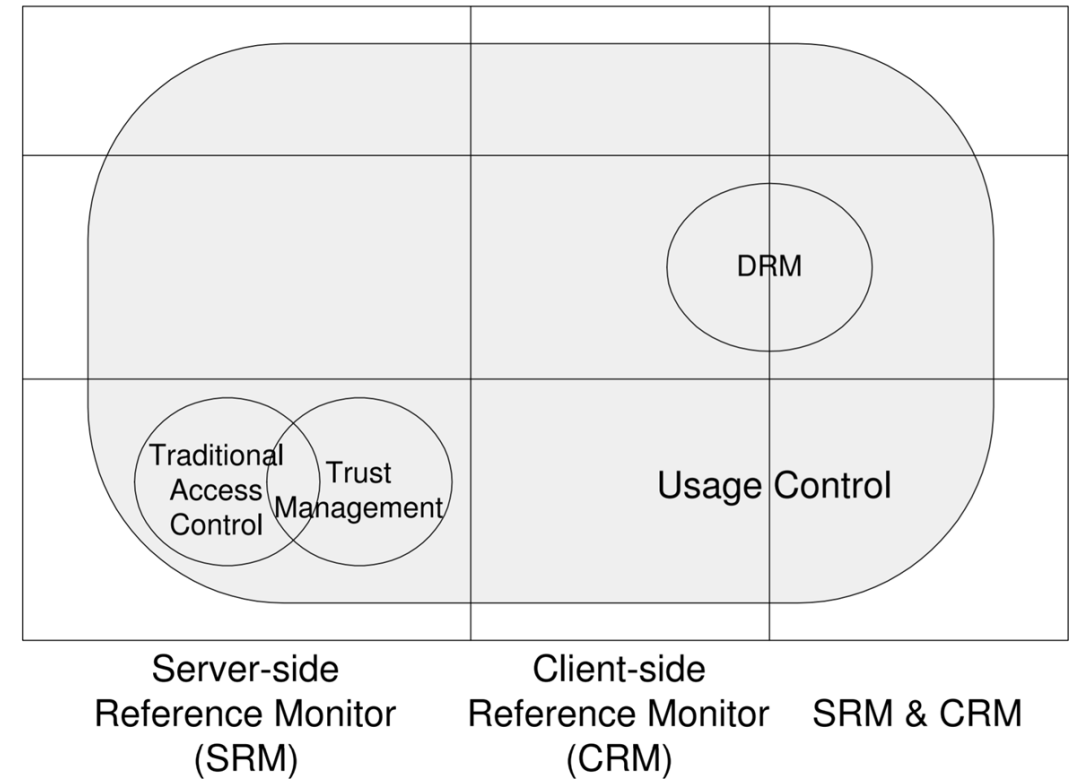 DRM
Traditional
Access
Control
Trust
Management
Usage Control
Server-side
Reference Monitor
(SRM)
Client-side
Reference Monitor
(CRM)
SRM & CRM